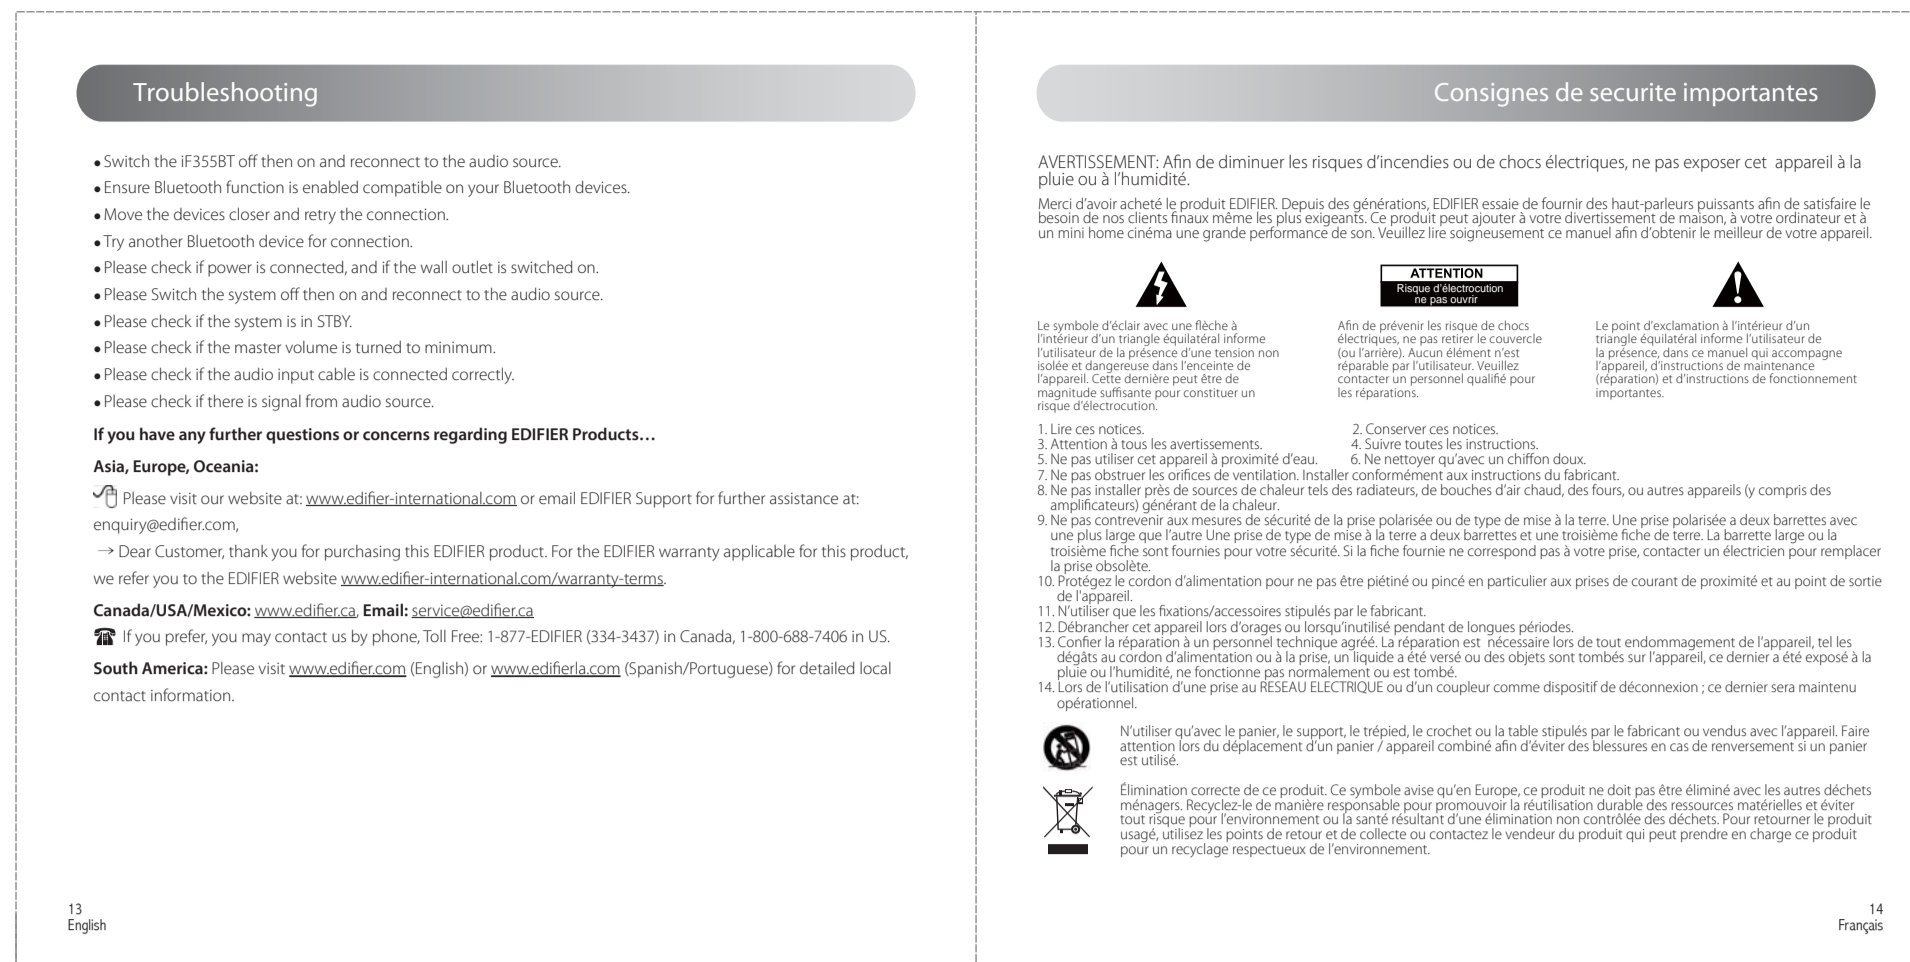 Troubleshooting
● Switch the iF355BT off then on and reconnect to the audio source.
● Ensure Bluetooth function is enabled compatible on your Bluetooth devices.
● Move the devices closer and retry the connection.
● Try another Bluetooth device for connection.
● Please check if power is connected, and if the wall outlet is switched on.
● Please Switch the system off then on and reconnect to the audio source.
● Please check if the system is in STBY.
● Please check if the master volume is turned to minimum.
● Please check if the audio input cable is connected correctly.
● Please check if there is signal from audio source.
If you have any further questions or concerns regarding EDIFIER Products…
Asia, Europe, Oceania:
Please visit our website at: www.edifier-international.com or email EDIFIER Support for further assistance at:
enquiry@edifier.com,
→ Dear Customer, thank you for purchasing this EDIFIER product. For the EDIFIER warranty applicable for this product,
we refer you to the EDIFIER website www.edifier-international.com/warranty-terms.
Canada/USA/Mexico: www.edifier.ca, Email: service@edifier.ca
☎ If you prefer, you may contact us by phone, Toll Free: 1-877-EDIFIER (334-3437) in Canada, 1-800-688-7406 in US.
South America: Please visit www.edifier.com (English) or www.edifierla.com (Spanish/Portuguese) for detailed local
contact information.
13
English
Consignes de securite importantes
AVERTISSEMENT: Afin de diminuer les risques d’incendies ou de chocs électriques, ne pas exposer cet appareil à la
pluie ou à l’humidité.
Merci d’avoir acheté le produit EDIFIER. Depuis des générations, EDIFIER essaie de fournir des haut-parleurs puissants afin de satisfaire le
besoin de nos clients finaux même les plus exigeants. Ce produit peut ajouter à votre divertissement de maison, à votre ordinateur et à
un mini home cinéma une grande performance de son. Veuillez lire soigneusement ce manuel afin d’obtenir le meilleur de votre appareil.
Le symbole d’éclair avec une flèche à
l’intérieur d’un triangle équilatéral informe
l’utilisateur de la présence d’une tension non
isolée et dangereuse dans l’enceinte de
l’appareil. Cette dernière peut être de
magnitude suffisante pour constituer un
risque d’électrocution.
ATTENTION
Risque d’électrocution
ne pas ouvrir
Afin de prévenir les risque de chocs
électriques, ne pas retirer le couvercle
(ou l’arrière). Aucun élément n’est
réparable par l’utilisateur. Veuillez
contacter un personnel qualifié pour
les réparations.
Le point d’exclamation à l’intérieur d’un
triangle équilatéral informe l’utilisateur de
la présence, dans ce manuel qui accompagne
l’appareil, d’instructions de maintenance
(réparation) et d’instructions de fonctionnement
importantes.
1. Lire ces notices. 2. Conserver ces notices.
3. Attention à tous les avertissements. 4. Suivre toutes les instructions.
5. Ne pas utiliser cet appareil à proximité d’eau. 6. Ne nettoyer qu’avec un chiffon doux.
7. Ne pas obstruer les orifices de ventilation. Installer conformément aux instructions du fabricant.
8. Ne pas installer près de sources de chaleur tels des radiateurs, de bouches d’air chaud, des fours, ou autres appareils (y compris des
amplificateurs) générant de la chaleur.
9. Ne pas contrevenir aux mesures de sécurité de la prise polarisée ou de type de mise à la terre. Une prise polarisée a deux barrettes avec
une plus large que l’autre Une prise de type de mise à la terre a deux barrettes et une troisième fiche de terre. La barrette large ou la
troisième fiche sont fournies pour votre sécurité. Si la fiche fournie ne correspond pas à votre prise, contacter un électricien pour remplacer
la prise obsolète.
10. Protégez le cordon d’alimentation pour ne pas être piétiné ou pincé en particulier aux prises de courant de proximité et au point de sortie
de l'appareil.
11. N’utiliser que les fixations/accessoires stipulés par le fabricant.
12. Débrancher cet appareil lors d’orages ou lorsqu’inutilisé pendant de longues périodes.
13. Confier la réparation à un personnel technique agréé. La réparation est nécessaire lors de tout endommagement de l’appareil, tel les
dégâts au cordon d’alimentation ou à la prise, un liquide a été versé ou des objets sont tombés sur l’appareil, ce dernier a été exposé à la
pluie ou l’humidité, ne fonctionne pas normalement ou est tombé.
14. Lors de l’utilisation d’une prise au RESEAU ELECTRIQUE ou d’un coupleur comme dispositif de déconnexion ; ce dernier sera maintenu
opérationnel.
N’utiliser qu’avec le panier, le support, le trépied, le crochet ou la table stipulés par le fabricant ou vendus avec l’appareil. Faire
attention lors du déplacement d’un panier / appareil combiné afin d’éviter des blessures en cas de renversement si un panier
est utilisé.
Élimination correcte de ce produit. Ce symbole avise qu’en Europe, ce produit ne doit pas être éliminé avec les autres déchets
ménagers. Recyclez-le de manière responsable pour promouvoir la réutilisation durable des ressources matérielles et éviter
tout risque pour l’environnement ou la santé résultant d’une élimination non contrôlée des déchets. Pour retourner le produit
usagé, utilisez les points de retour et de collecte ou contactez le vendeur du produit qui peut prendre en charge ce produit
pour un recyclage respectueux de l’environnement.
14
Français